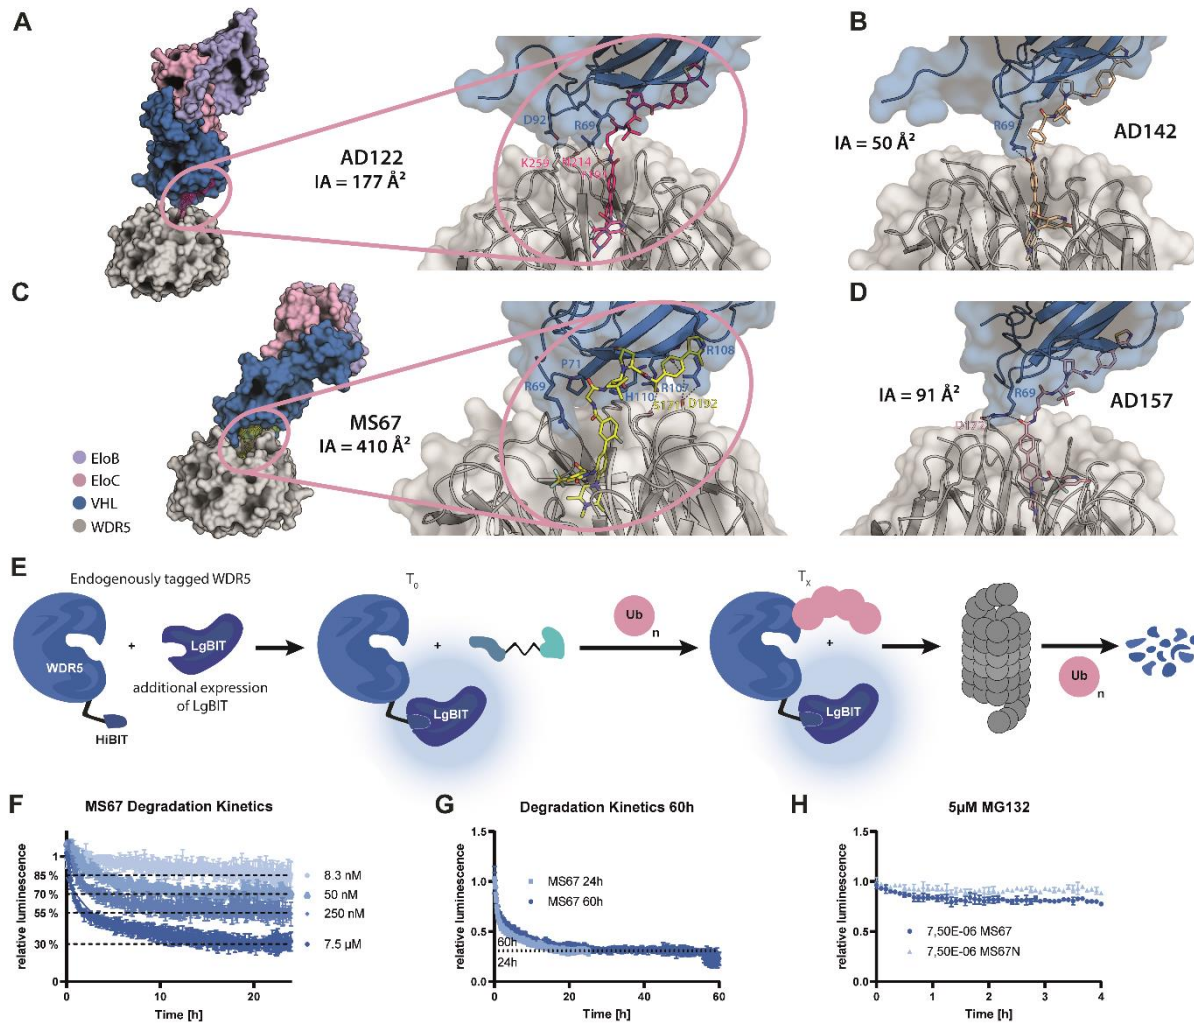 A
AD122
IA = 177 Å²
D92
R69
K259
N214
B
R69
AD142
IA = 50 Å²
C
MS67
IA = 410 Å²
P71
R69
R108
R107
H110
S171
D192
EloB
EloC
VHL
WDR5
D
IA = 91 Å²
R69
AD157
D172
E
Endogenously tagged WDR5
T₀
Tₓ
WDR5
+
LgBIT
additional expression
of LgBIT
HiBIT
+
LgBIT
Ub
n
+
LgBIT
Ub
n
F
MS67 Degradation Kinetics
relative luminescence
1
85 %
70 %
55 %
30 %
0
0
10
20
Time [h]
8.3 nM
50 nM
250 nM
7.5 µM
G
Degradation Kinetics 60h
relative luminescence
1.5
1.0
0.5
0.0
MS67 24h
MS67 60h
60h
24h
0
20
40
60
Time [h]
H
5µM MG132
relative luminescence
1.5
1.0
0.5
0.0
7,50E-06 MS67
7,50E-06 MS67N
0
1
2
3
4
Time [h]